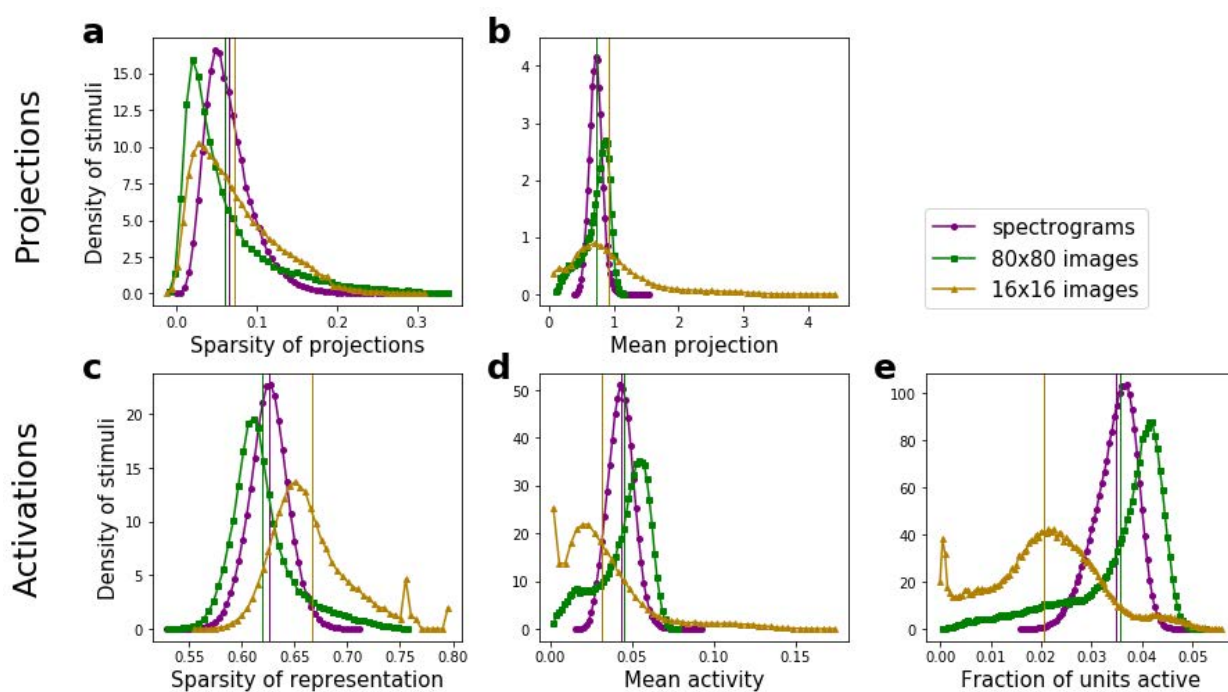 a
b
Projections
Density of stimuli
15.0
12.5
10.0
7.5
5.0
2.5
0.0
0.0 0.1 0.2 0.3
Sparsity of projections
4
3
2
1
0
0 1 2 3 4
Mean projection
spectrograms
80x80 images
16x16 images
c
d
e
Activations
Density of stimuli
20
15
10
5
0
0.55 0.60 0.65 0.70 0.75 0.80
Sparsity of representation
50
40
30
20
10
0
0.00 0.05 0.10 0.15
Mean activity
100
80
60
40
20
0
0.00 0.01 0.02 0.03 0.04 0.05
Fraction of units active